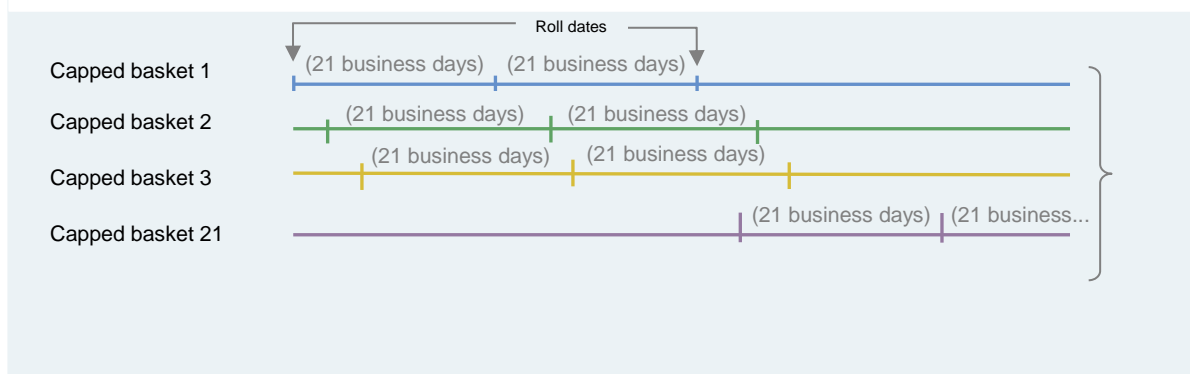 Roll dates
Capped basket 1
(21 business days) (21 business days)
Capped basket 2
(21 business days) (21 business days)
Capped basket 3
(21 business days) (21 business days)
Capped basket 21
(21 business days) (21 business...